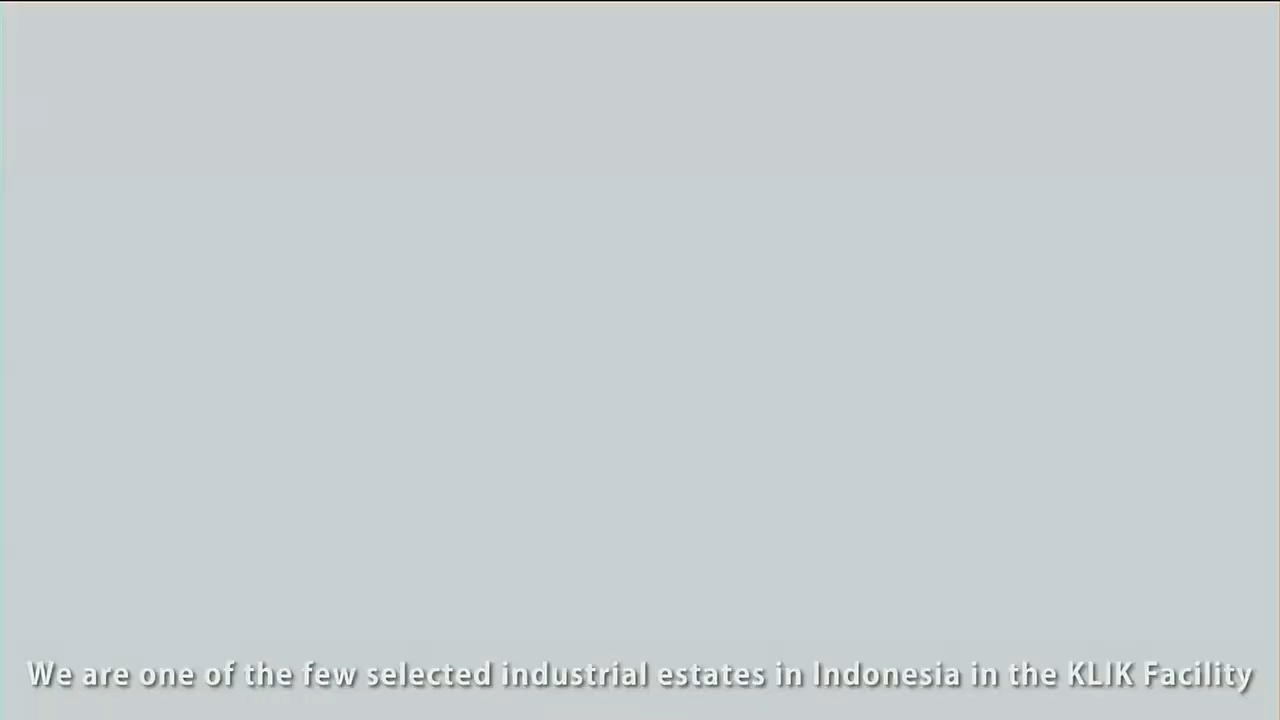 We are one of the few selected industrial estates in Indonesia in the KLIK Facility